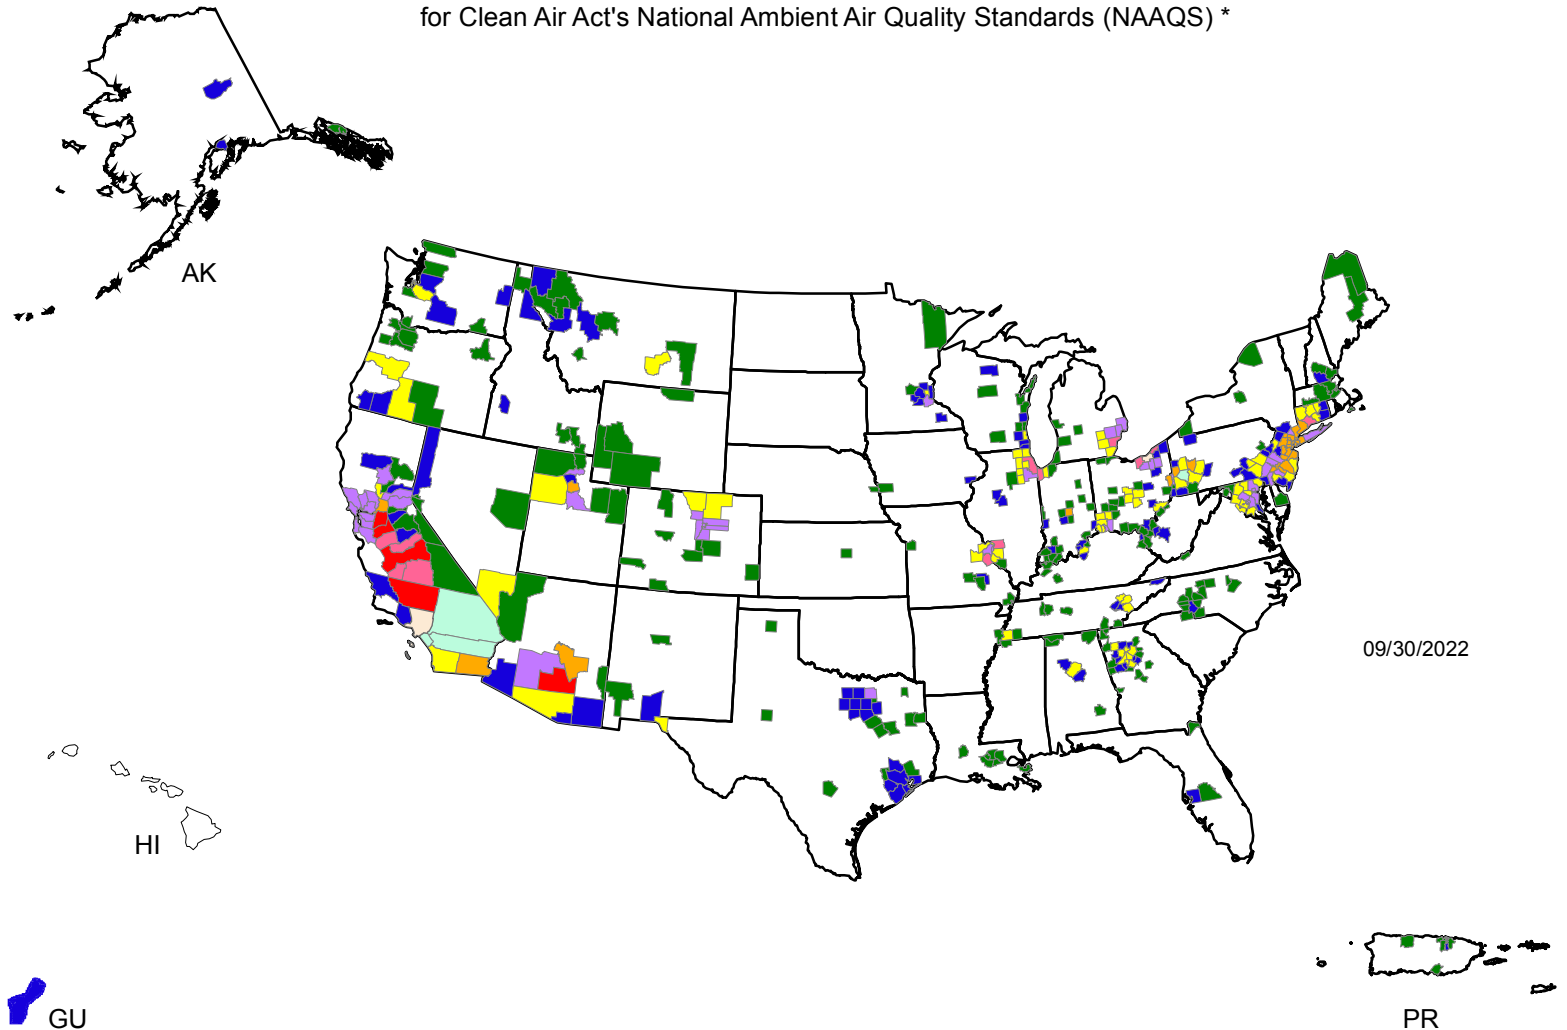 for Clean Air Act's National Ambient Air Quality Standards (NAAQS) *
AK
09/30/2022
HI
GU
PR